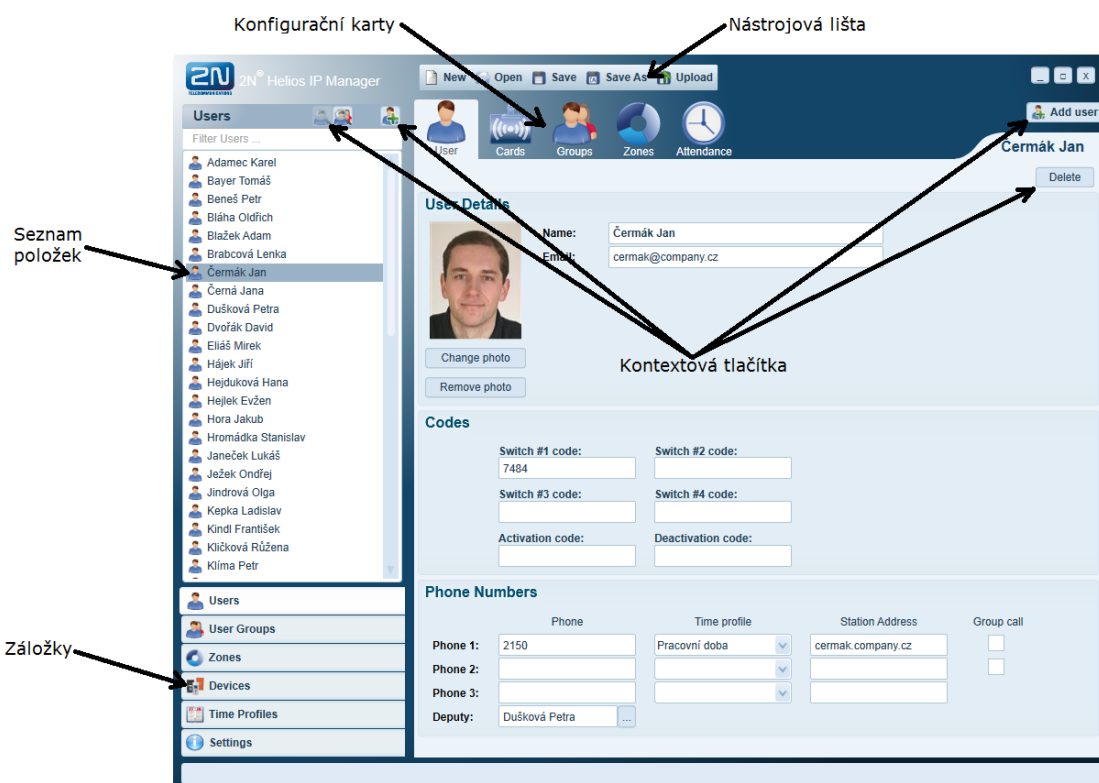 Konfigurační karty
Nástrojová lišta
2N
TELECOMMUNICATIONS
2N® Helios IP Manager
New
Open
Save
Save As
Upload
Users
Filter Users ...
User
Cards
Groups
Zones
Attendance
Add user
Čermák Jan
Delete
Adamec Karel
Bayer Tomáš
Beneš Petr
Bláha Oldřich
Blažek Adam
Brabcová Lenka
Čermák Jan
Černá Jana
Dušková Petra
Dvořák David
Eliáš Mirek
Hájek Jiří
Hejduková Hana
Hejlek Evžen
Hora Jakub
Hromádka Stanislav
Janeček Lukáš
Ježek Ondřej
Jindrová Olga
Kepka Ladislav
Kindl František
Kličková Růžena
Klíma Petr
Seznam
položek
User Details
Name:
Čermák Jan
Email:
cermak@company.cz
Change photo
Remove photo
Kontextová tlačítka
Codes
Switch #1 code:
Switch #2 code:
7484
Switch #3 code:
Switch #4 code:
Activation code:
Deactivation code:
Záložky
Users
User Groups
Zones
Devices
Time Profiles
Settings
Phone Numbers
Phone
Time profile
Station Address
Group call
Phone 1:
2150
Pracovní doba
cermak.company.cz
Phone 2:
Phone 3:
Deputy:
Dušková Petra
...